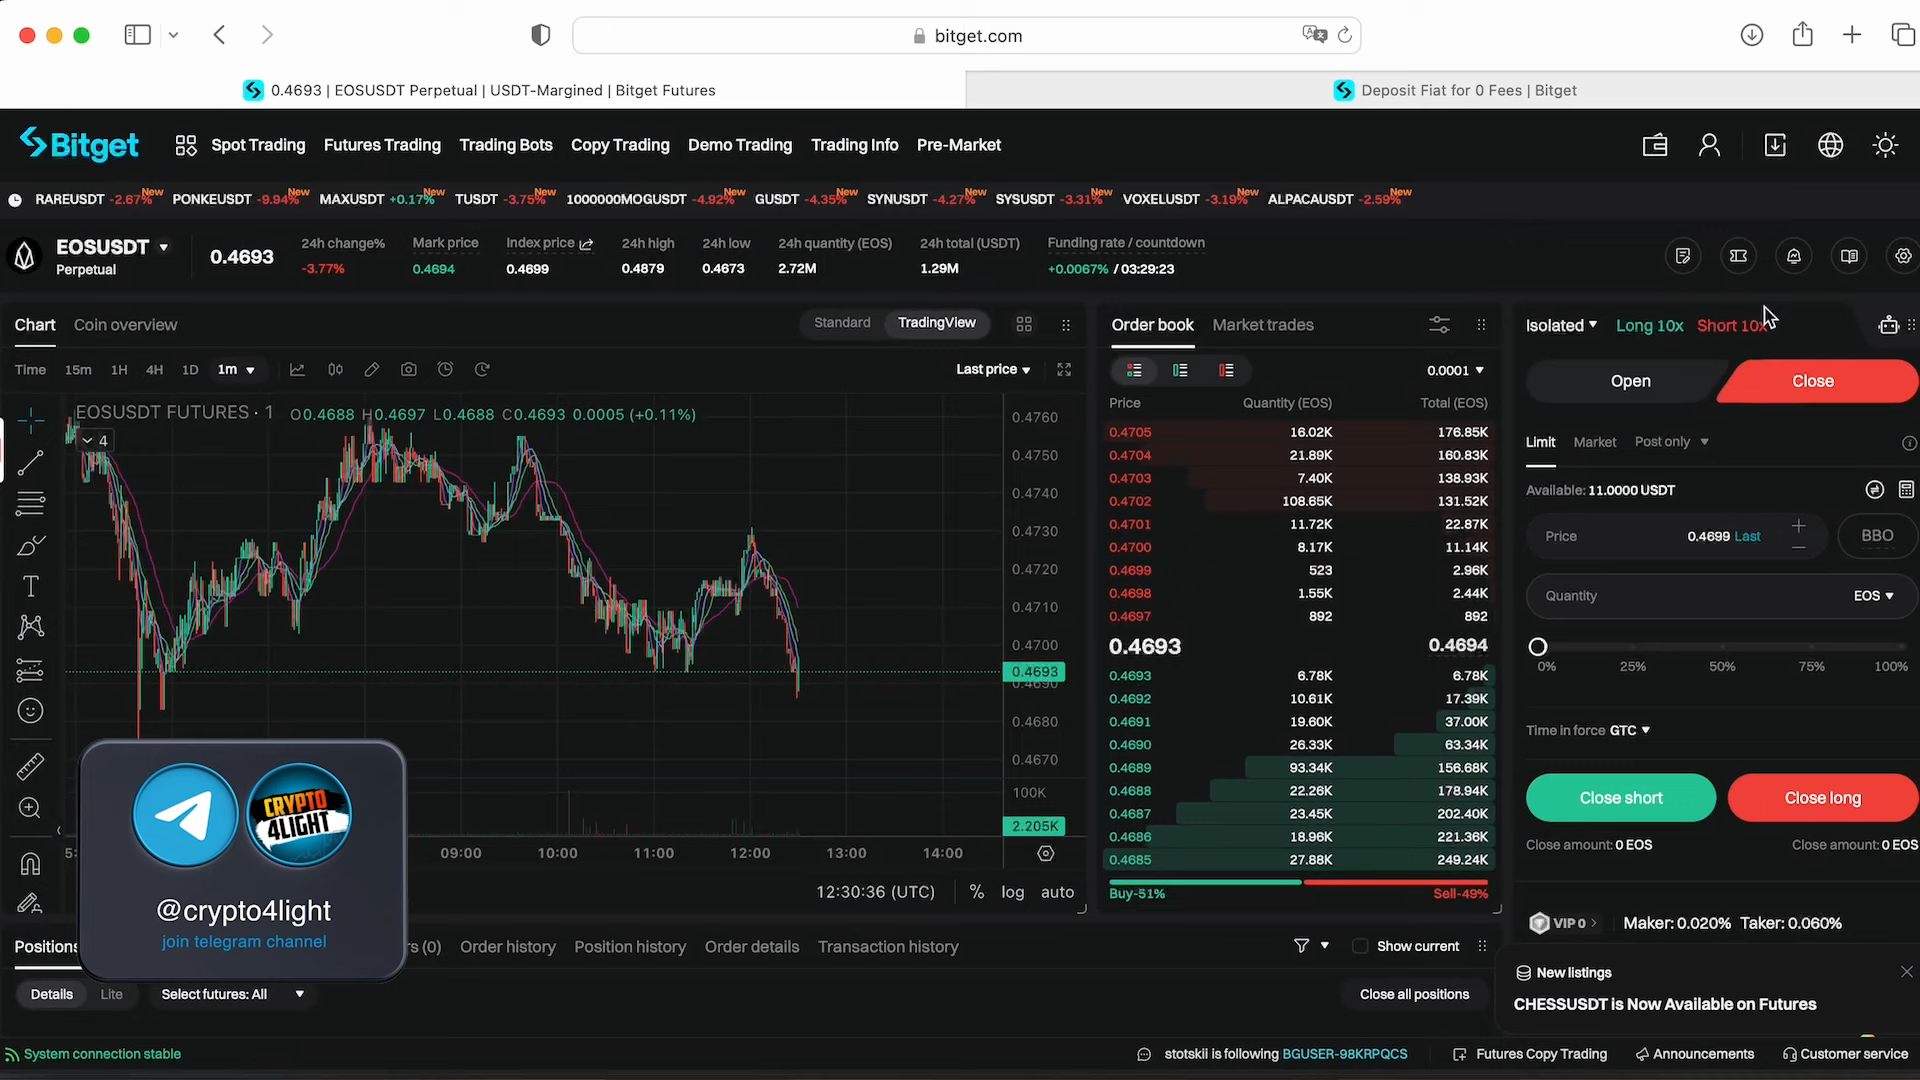 bitget.com
0.4693 | EOSUSDT Perpetual | USDT-Margined | Bitget Futures
Deposit Fiat for 0 Fees | Bitget
Bitget
Spot Trading Futures Trading Trading Bots Copy Trading Demo Trading Trading Info Pre-Market
RAREUSDT -2.67% New PONKEUSDT -9.94% New MAXUSDT +0.17% New TUSDT -3.75% New 1000000MOGUSDT -4.92% New GUSDT -4.35% New SYNUSDT -4.27% New SYSUSDT -3.31% New VOXELUSDT -3.19% New ALPACAUSDT -2.59% New
EOSUSDT
Perpetual
0.4693
24h change%
-3.77%
Mark price
0.4694
Index price
0.4699
24h high
0.4879
24h low
0.4673
24h quantity (EOS)
2.72M
24h total (USDT)
1.29M
Funding rate / countdown
+0.0067% / 03:29:23
Chart Coin overview
Standard TradingView
Time 15m 1H 4H 1D 1m
Last price
EOSUSDT FUTURES · 1 O0.4688 H0.4697 L0.4688 C0.4693 0.0005 (+0.11%)
4
0.4760
0.4750
0.4740
0.4730
0.4720
0.4710
0.4700
0.4693
0.4690
0.4680
0.4670
100K
2.205K
09:00 10:00 11:00 12:00 13:00 14:00
12:30:36 (UTC) % log auto
Order book Market trades
0.0001
Price Quantity (EOS) Total (EOS)
0.4705 16.02K 176.85K
0.4704 21.89K 160.83K
0.4703 7.40K 138.93K
0.4702 108.65K 131.52K
0.4701 11.72K 22.87K
0.4700 8.17K 11.14K
0.4699 523 2.96K
0.4698 1.55K 2.44K
0.4697 892 892
0.4693 0.4694
0.4693 6.78K 6.78K
0.4692 10.61K 17.39K
0.4691 19.60K 37.00K
0.4690 26.33K 63.34K
0.4689 93.34K 156.68K
0.4688 22.26K 178.94K
0.4687 23.45K 202.40K
0.4686 18.96K 221.36K
0.4685 27.88K 249.24K
Buy-51% Sell-49%
Isolated Long 10x Short 10x
Open Close
Limit Market Post only
Available: 11.0000 USDT
Price 0.4699 Last BBO
Quantity EOS
0% 25% 50% 75% 100%
Time in force GTC
Close short Close long
Close amount: 0 EOS Close amount: 0 EOS
VIP 0 > Maker: 0.020% Taker: 0.060%
New listings
CHESSUSDT is Now Available on Futures
CRYPTO
4LIGHT
@crypto4light
join telegram channel
Positions rs (0) Order history Position history Order details Transaction history
Show current
Details Lite Select futures: All
Close all positions
System connection stable
stotskii is following BGUSER-98KRPQCS Futures Copy Trading Announcements Customer service